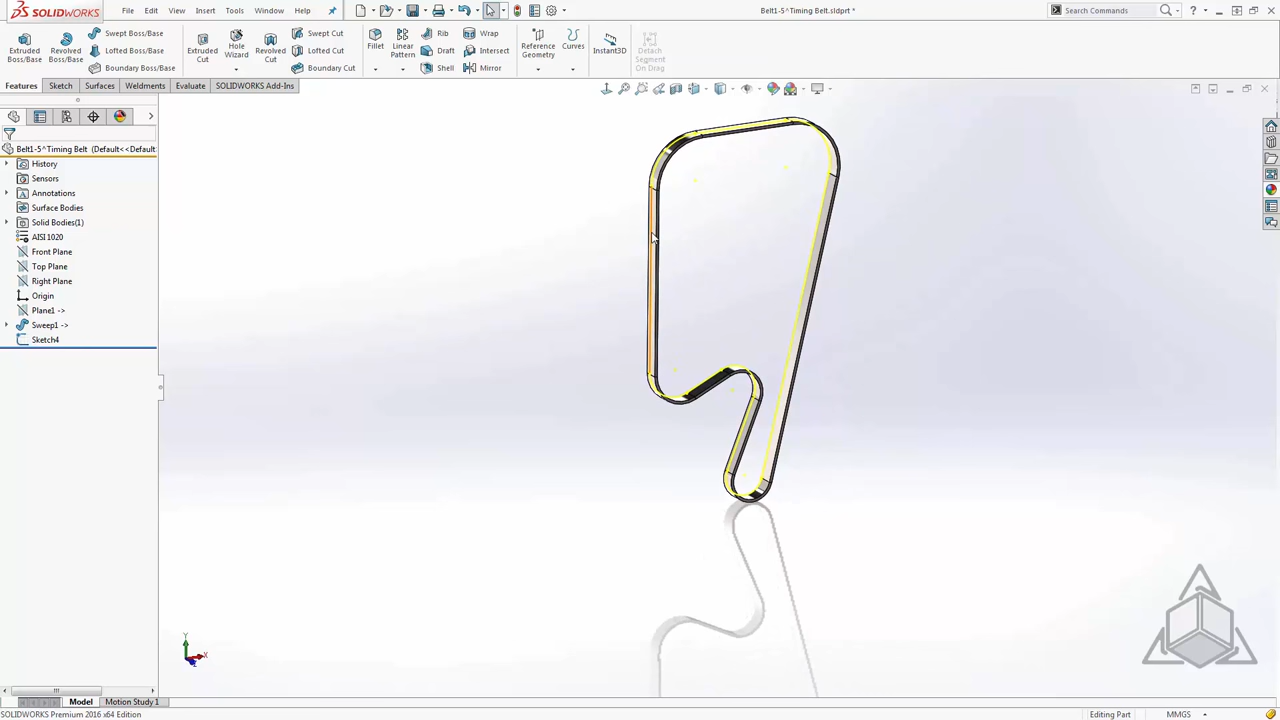 SOLIDWORKS File Edit View Insert Tools Window Help Belt1-5^Timing Belt.sldprt * Search Commands ?
Extruded Boss/Base
Revolved Boss/Base
Swept Boss/Base
Lofted Boss/Base
Boundary Boss/Base
Extruded Cut
Hole Wizard
Revolved Cut
Swept Cut
Lofted Cut
Boundary Cut
Fillet
Linear Pattern
Rib
Draft
Shell
Wrap
Intersect
Mirror
Reference Geometry
Curves
Instant3D
Detach Segment On Drag
Features Sketch Surfaces Weldments Evaluate SOLIDWORKS Add-Ins
Belt1-5^Timing Belt (Default<<Default
History
Sensors
Annotations
Surface Bodies
Solid Bodies(1)
AISI 1020
Front Plane
Top Plane
Right Plane
Origin
Plane1 ->
Sweep1 ->
Sketch4
Y
X
Model Motion Study 1
SOLIDWORKS Premium 2016 x64 Edition Editing Part MMGS